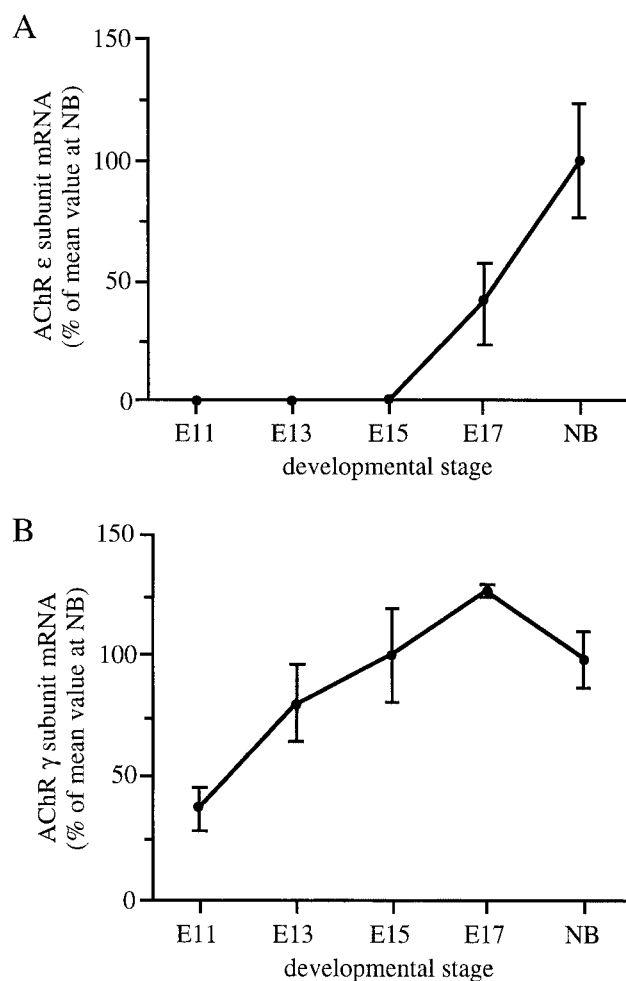 A
AChR ε subunit mRNA
(% of mean value at NB)
150
100
50
0
E11 E13 E15 E17 NB
developmental stage
B
AChR γ subunit mRNA
(% of mean value at NB)
150
100
50
0
E11 E13 E15 E17 NB
developmental stage